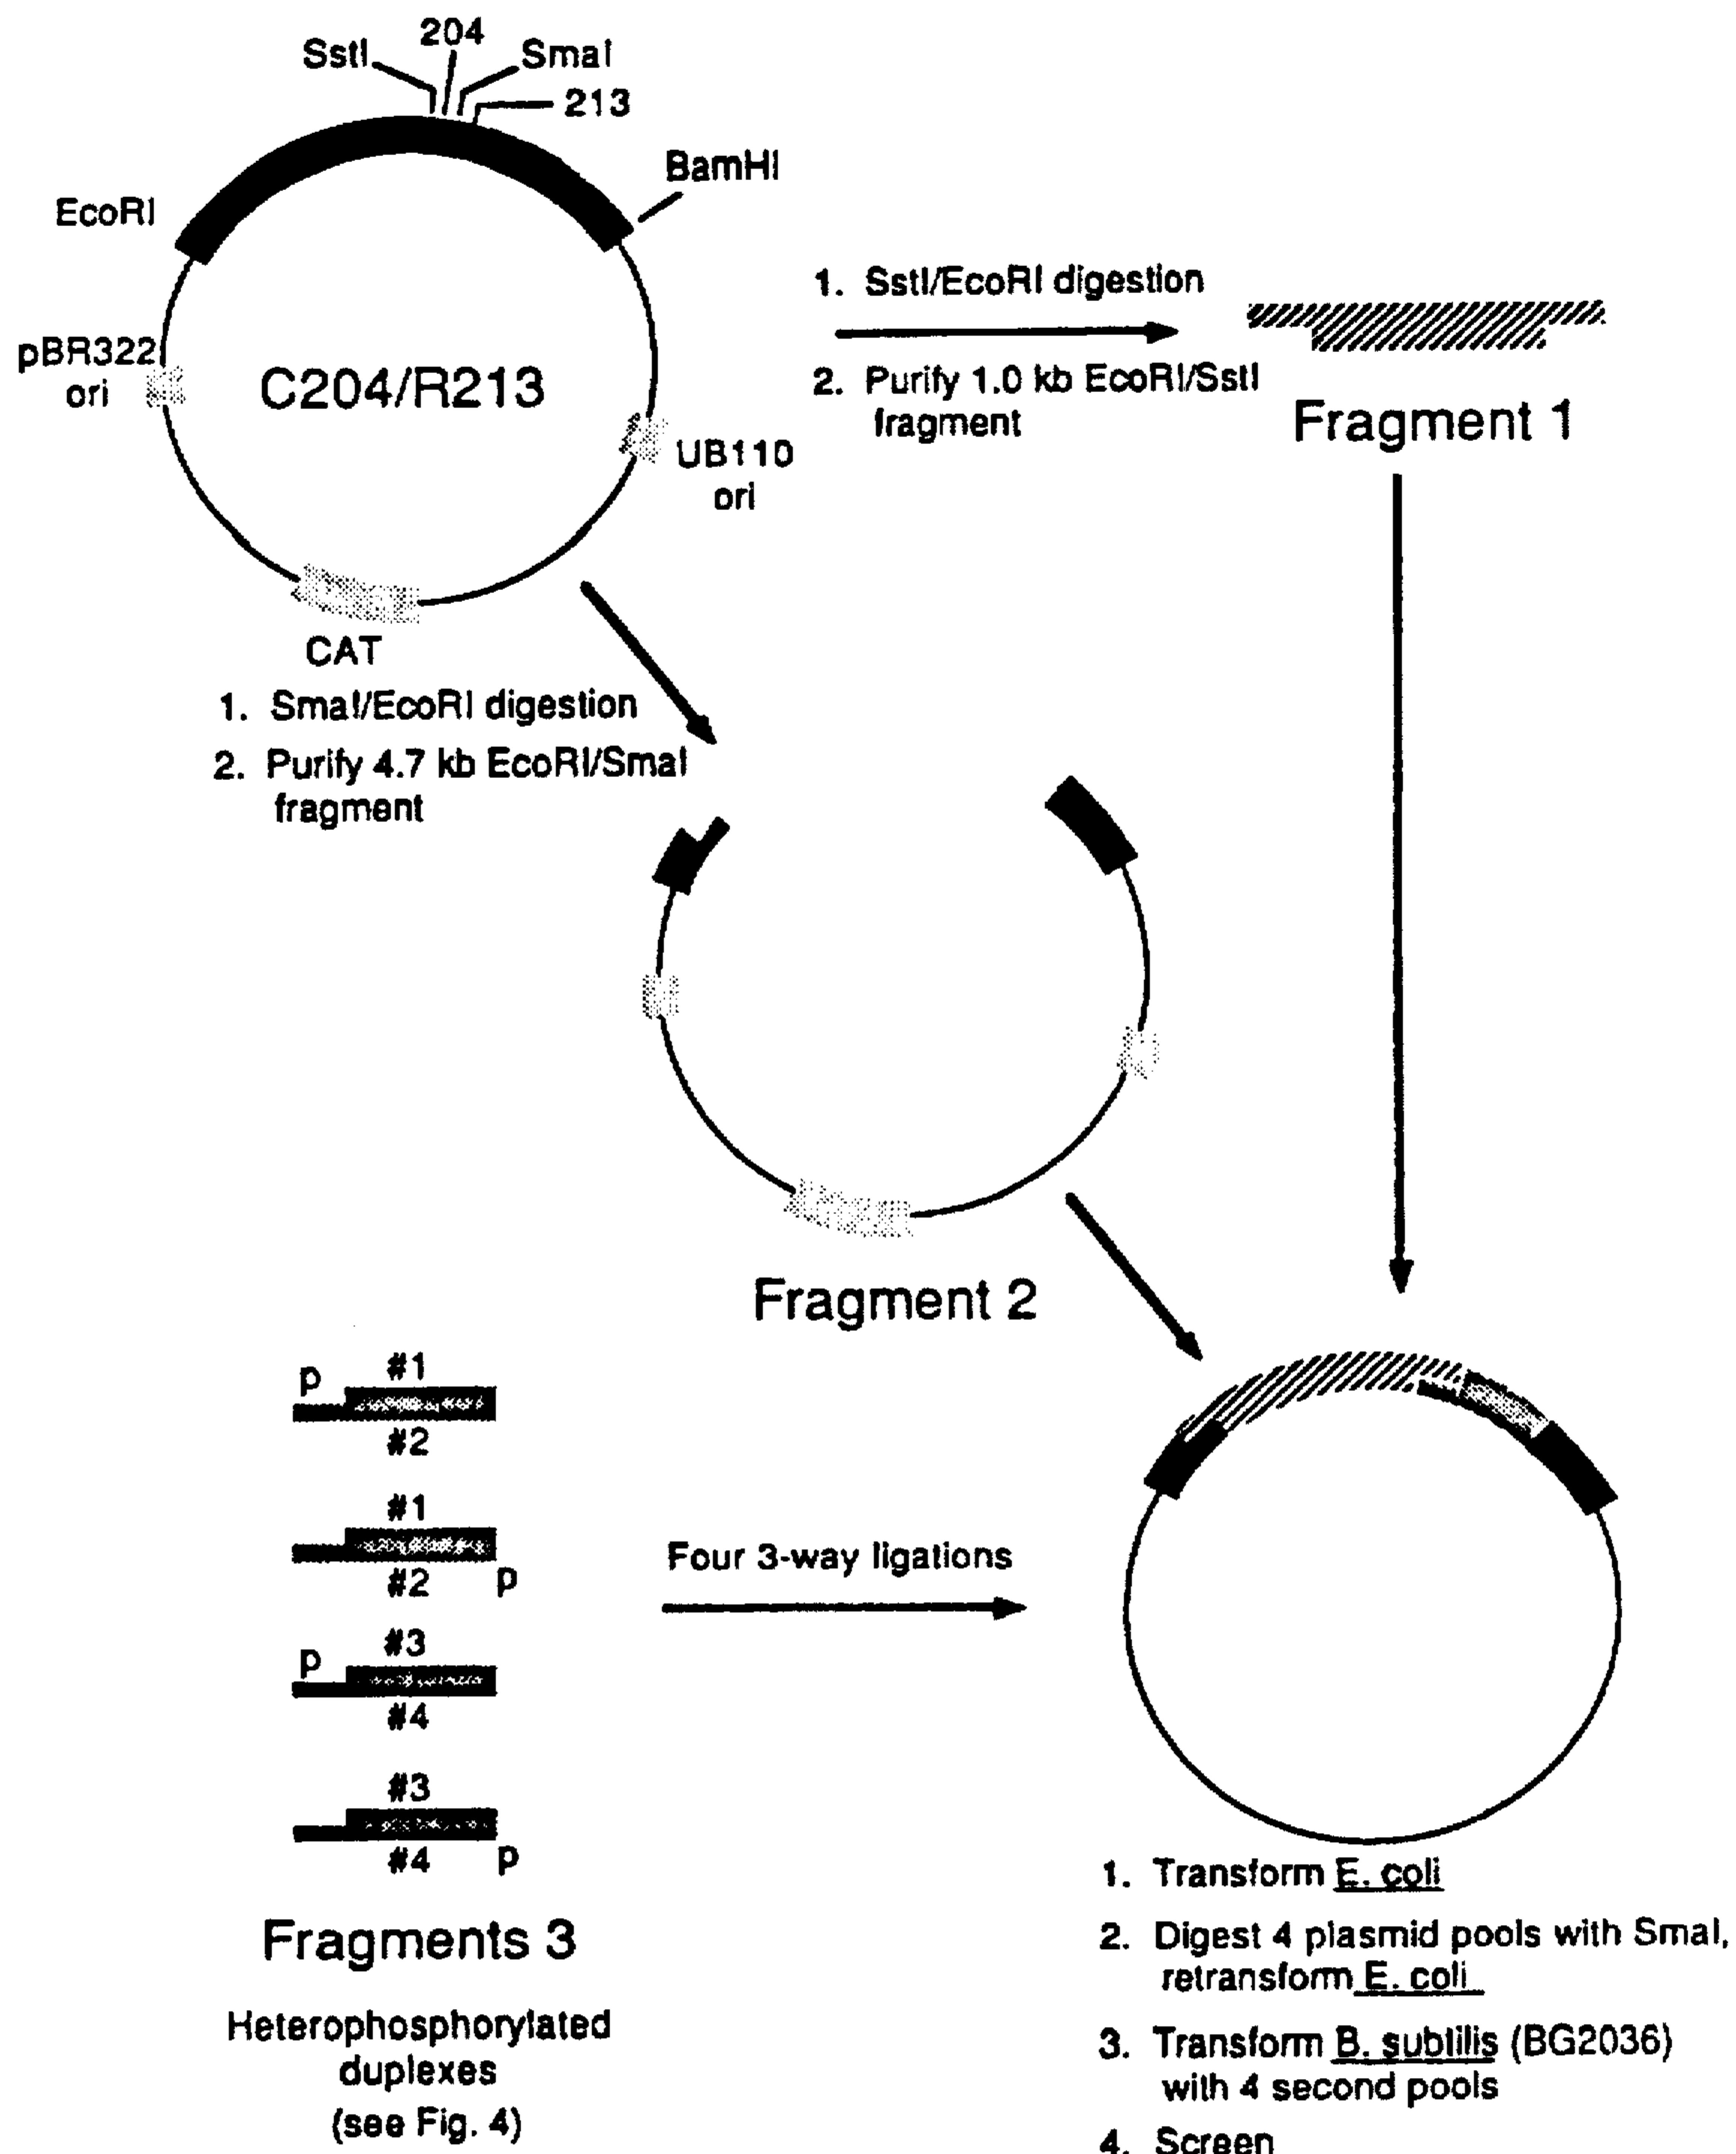 204
SstI
SmaI
213
BamHI
EcoRI
1. SstI/EcoRI digestion
pBR322
ori
C204/R213
2. Purify 1.0 kb EcoRI/SstI
fragment
Fragment 1
UB110
ori
CAT
1. SmaI/EcoRI digestion
2. Purify 4.7 kb EcoRI/SmaI
fragment
Fragment 2
p
#1
#2
#1
#2
p
Four 3-way ligations
p
#3
#4
#3
#4
p
Fragments 3
Heterophosphorylated
duplexes
(see Fig. 4)
1. Transform E. coli
2. Digest 4 plasmid pools with SmaI,
retransform E. coli
3. Transform B. subtilis (BG2036)
with 4 second pools
4. Screen